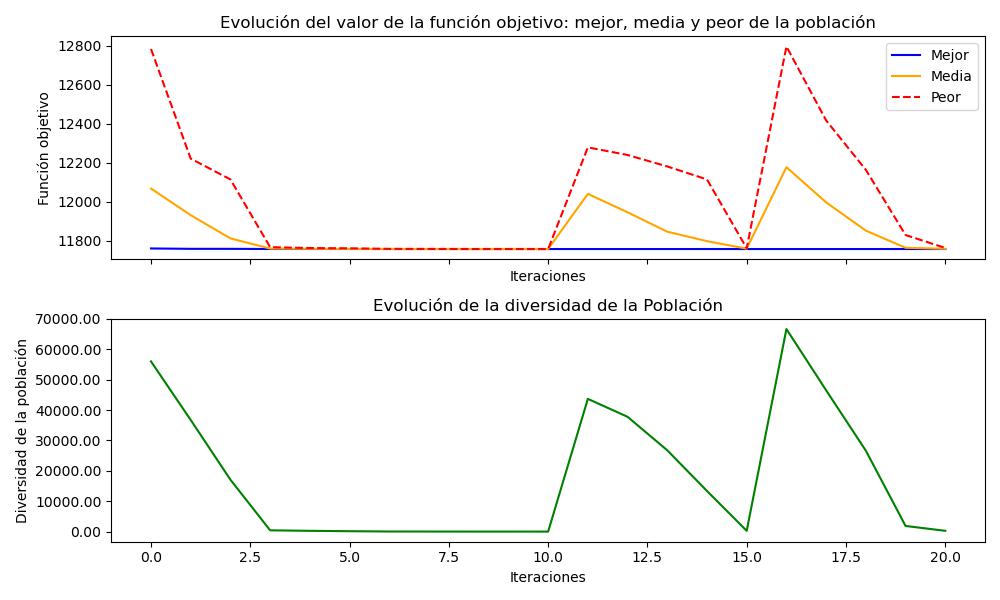 Evolución del valor de la función objetivo: mejor, media y peor de la población
12800
12600
12400
12200
12000
11800
Función objetivo
Mejor
Media
Peor
Iteraciones
Evolución de la diversidad de la Población
70000.00
60000.00
50000.00
40000.00
30000.00
20000.00
10000.00
0.00
Diversidad de la población
0.0 2.5 5.0 7.5 10.0 12.5 15.0 17.5 20.0
Iteraciones